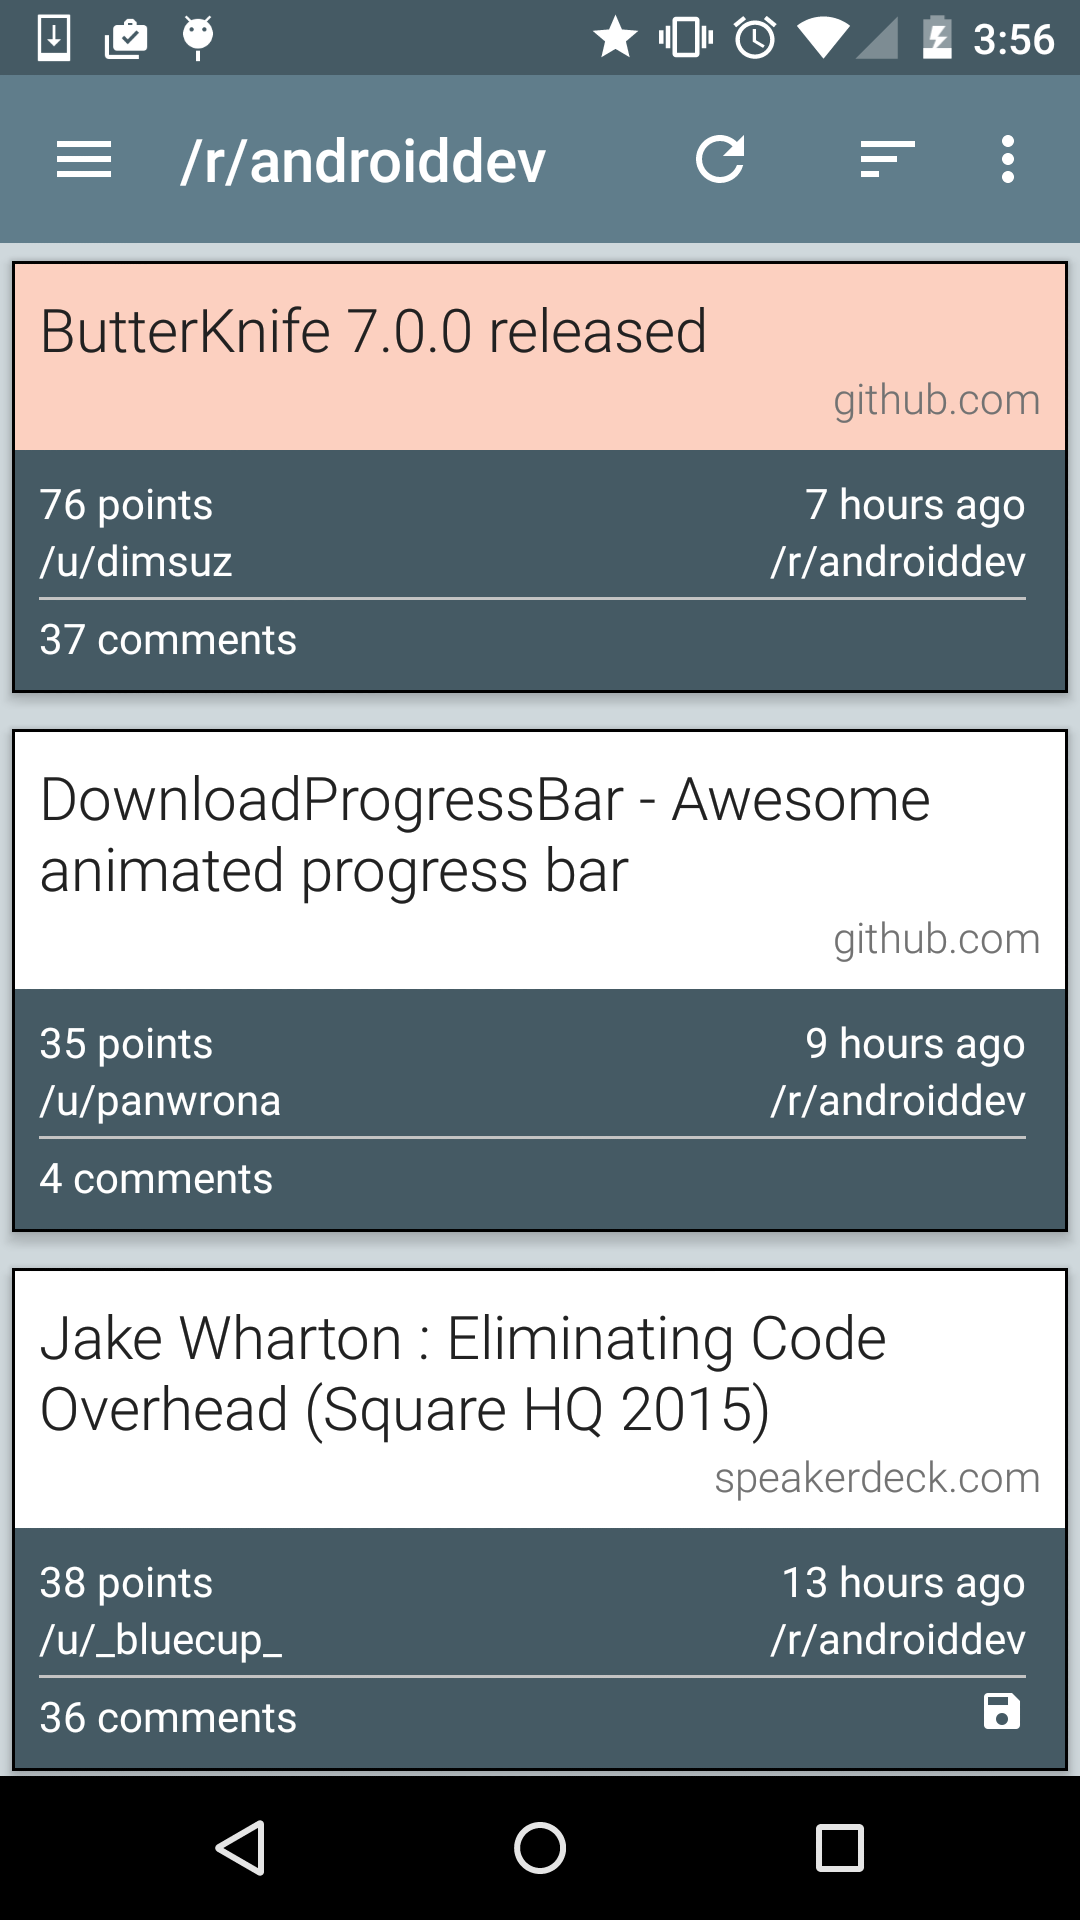 3:56
/r/androiddev
ButterKnife 7.0.0 released
github.com
76 points 7 hours ago
/u/dimsuz /r/androiddev
37 comments
DownloadProgressBar - Awesome
animated progress bar
github.com
35 points 9 hours ago
/u/panwrona /r/androiddev
4 comments
Jake Wharton : Eliminating Code
Overhead (Square HQ 2015)
speakerdeck.com
38 points 13 hours ago
/u/_bluecup_ /r/androiddev
36 comments